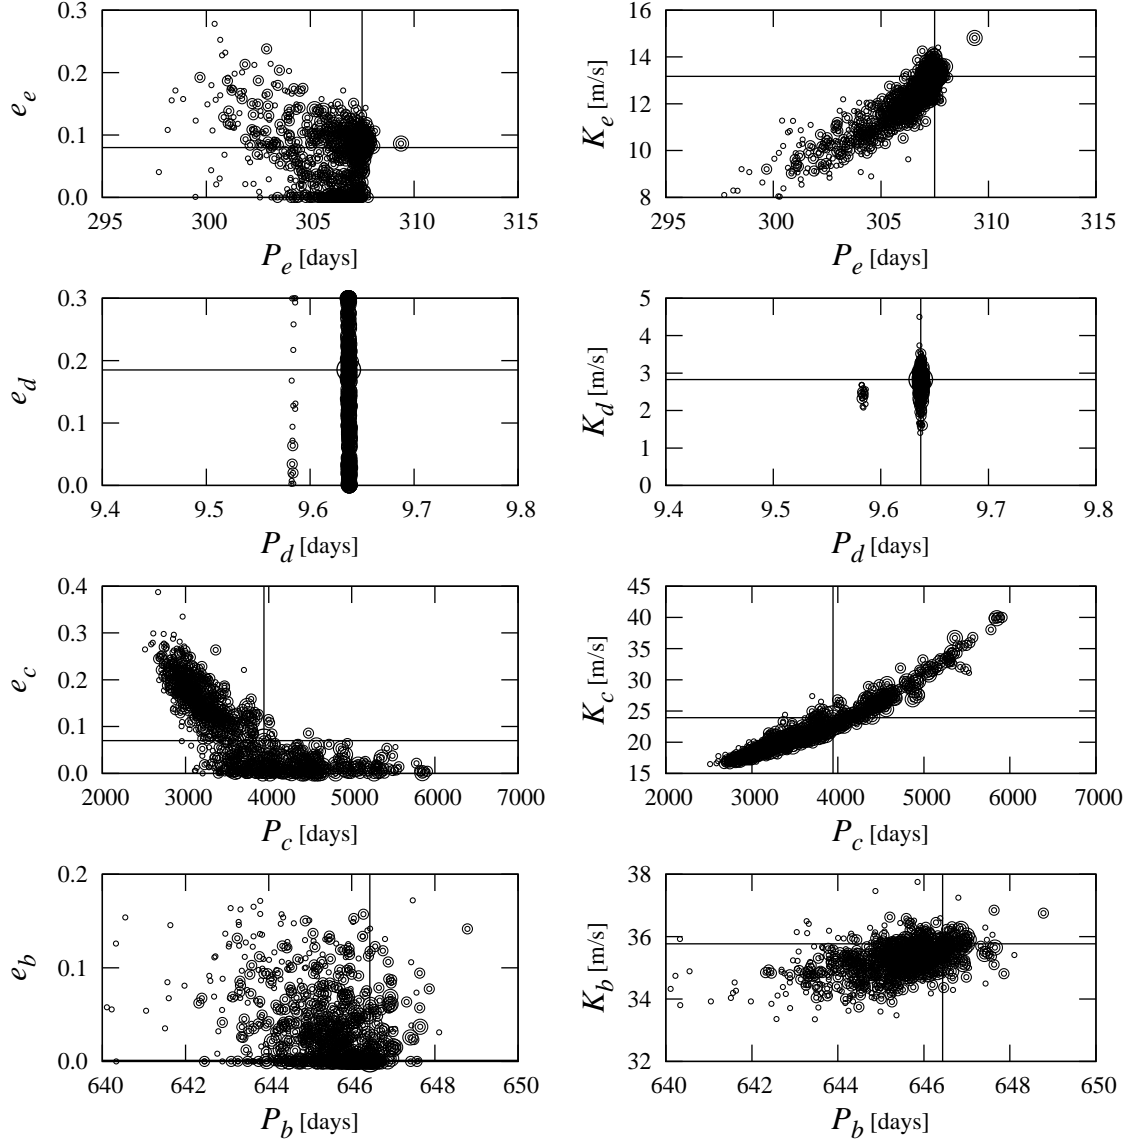 0.3 0.2 0.1 0.0
e_e
295 300 305 310 315
P_e [days]
16 14 12 10 8
K_e [m/s]
295 300 305 310 315
P_e [days]
0.3 0.2 0.1 0.0
e_d
9.4 9.5 9.6 9.7 9.8
P_d [days]
5 4 3 2 1 0
K_d [m/s]
9.4 9.5 9.6 9.7 9.8
P_d [days]
0.4 0.3 0.2 0.1 0.0
e_c
2000 3000 4000 5000 6000 7000
P_c [days]
45 40 35 30 25 20 15
K_c [m/s]
2000 3000 4000 5000 6000 7000
P_c [days]
0.2 0.1 0.0
e_b
640 642 644 646 648 650
P_b [days]
38 36 34 32
K_b [m/s]
640 642 644 646 648 650
P_b [days]